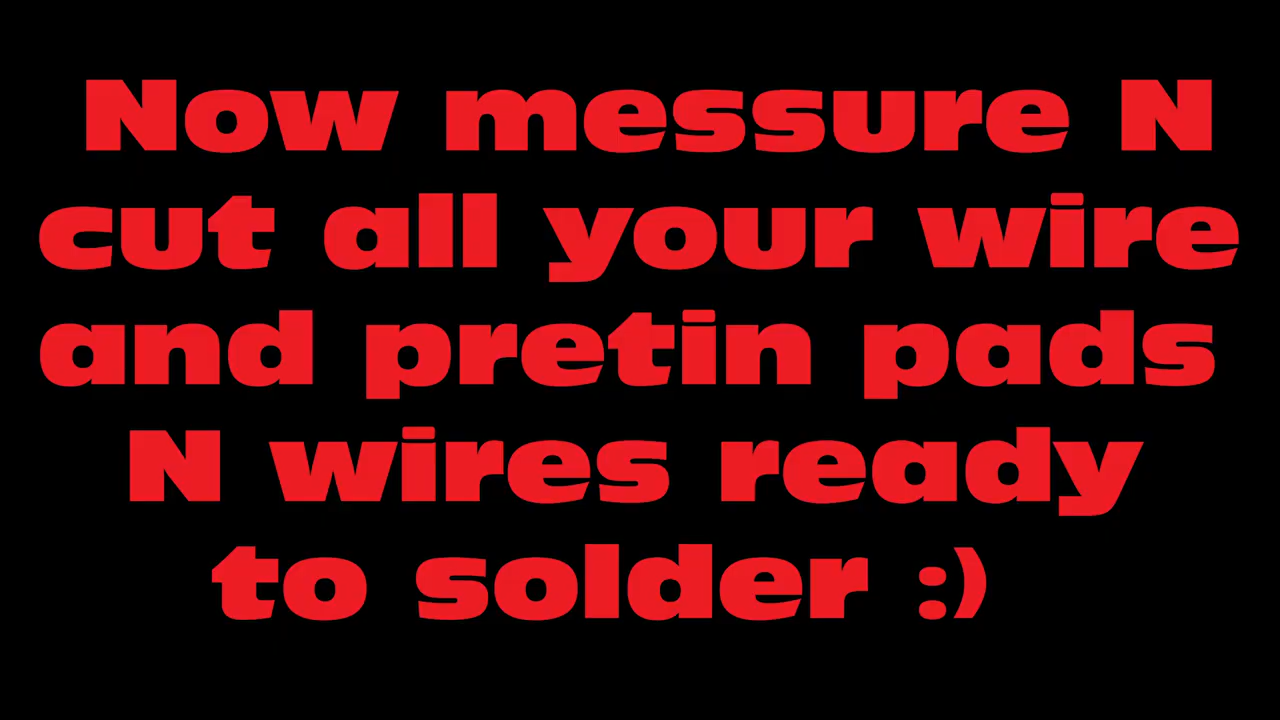 Now messure N
cut all your wire
and pretin pads
N wires ready
to solder :)